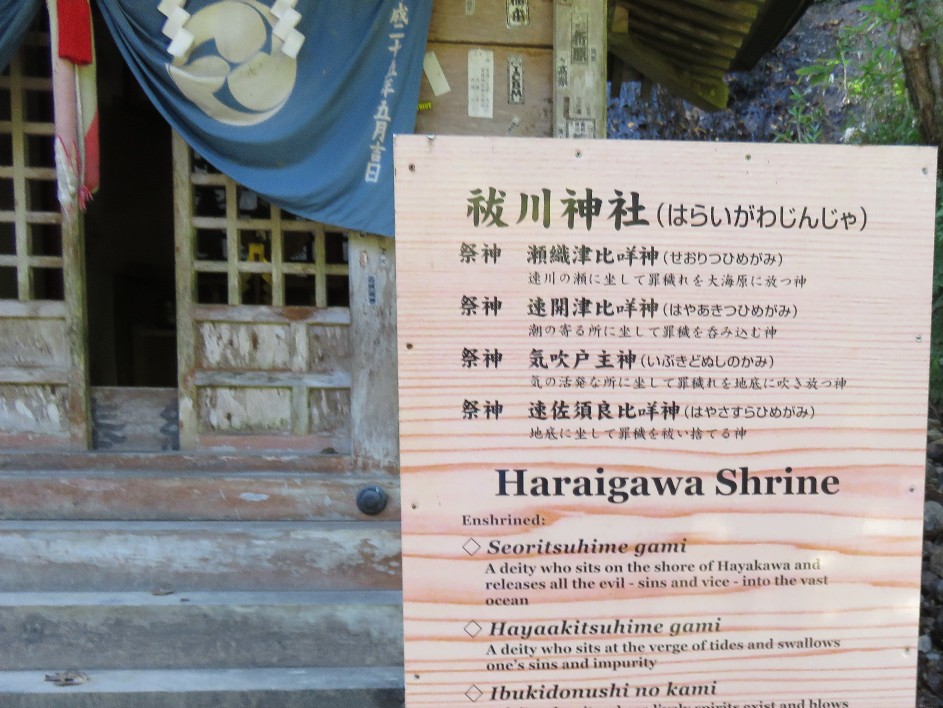 成二十五年五月吉日
祓川神社(はらいがわじんじゃ)
祭神 瀬織津比咩神(せおりつひめがみ)
速川の瀬に坐して罪穢れを大海原に放つ神
祭神 速開津比咩神(はやあきつひめがみ)
潮の寄る所に坐して罪穢を呑み込む神
祭神 気吹戸主神(いぶきどぬしのかみ)
気の活発な所に坐して罪穢れを地底に吹き放つ神
祭神 速佐須良比咩神(はやさすらひめがみ)
地底に坐して罪穢を祓い捨てる神
Haraigawa Shrine
Enshrined:
◇ Seoritsuhime gami
A deity who sits on the shore of Hayakawa and
releases all the evil - sins and vice - into the vast
ocean
◇ Hayaakitsuhime gami
A deity who sits at the verge of tides and swallows
one's sins and impurity
◇ Ibukidonushi no kami